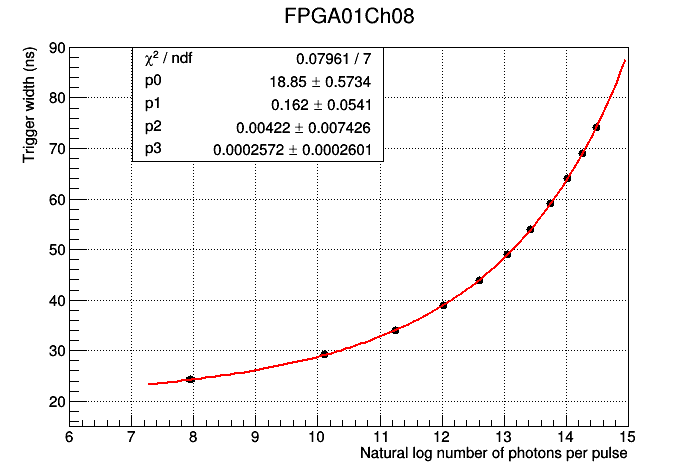 FPGA01Ch08
Trigger width (ns)
χ² / ndf 0.07961 / 7
p0 18.85 ± 0.5734
p1 0.162 ± 0.0541
p2 0.00422 ± 0.007426
p3 0.0002572 ± 0.0002601
90
80
70
60
50
40
30
20
6 7 8 9 10 11 12 13 14 15
Natural log number of photons per pulse